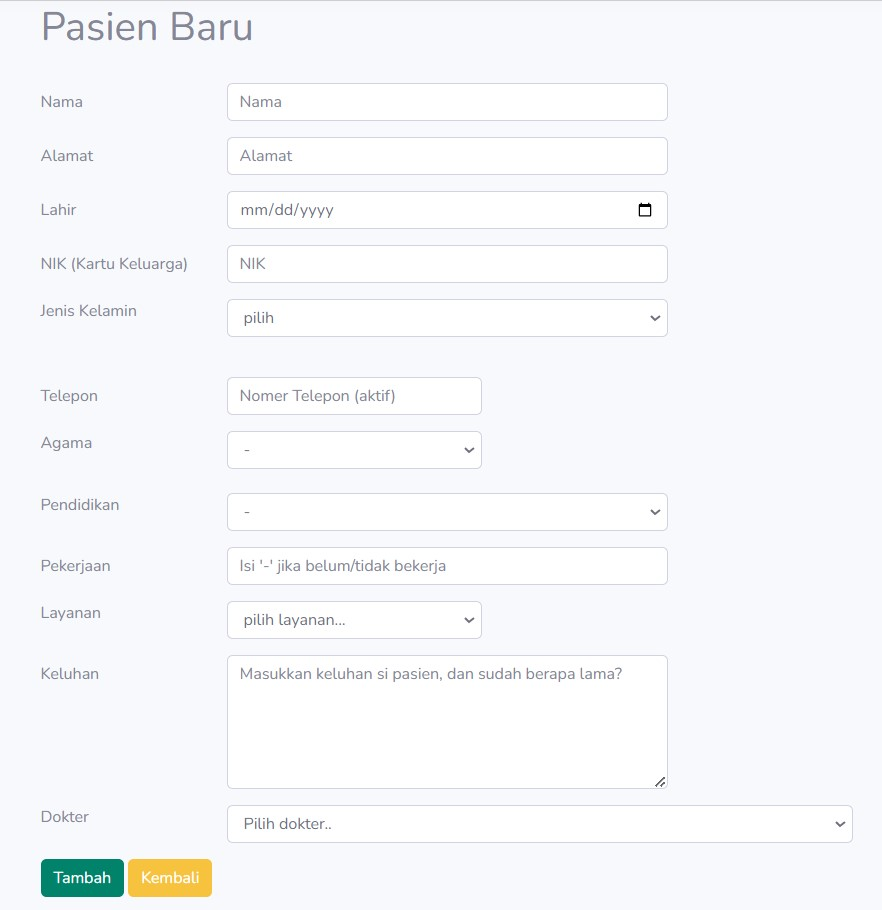 Pasien Baru
Nama Nama
Alamat Alamat
Lahir mm/dd/yyyy
NIK (Kartu Keluarga) NIK
Jenis Kelamin pilih
Telepon Nomer Telepon (aktif)
Agama -
Pendidikan -
Pekerjaan Isi '-' jika belum/tidak bekerja
Layanan pilih layanan...
Keluhan Masukkan keluhan si pasien, dan sudah berapa lama?
Dokter Pilih dokter..
Tambah Kembali